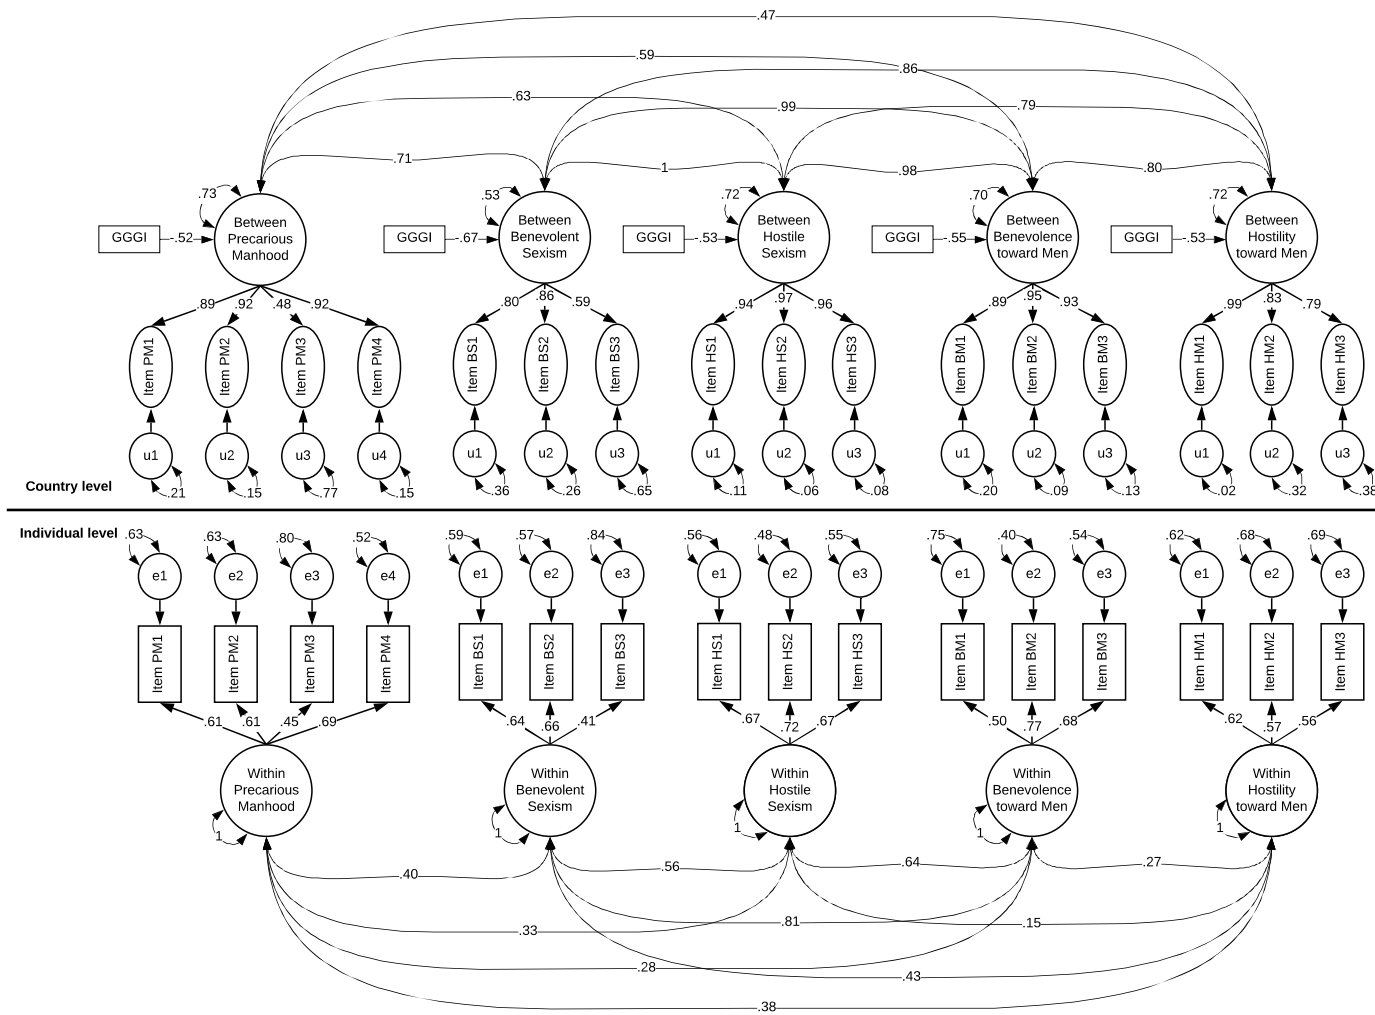 .47
.59
.86
.63
.99
.79
.71
1
.98
.80
.73
.53
.72
.70
.72
GGGI
-.52
Between
Precarious
Manhood
GGGI
-.67
Between
Benevolent
Sexism
GGGI
-.53
Between
Hostile
Sexism
GGGI
-.55
Between
Benevolence
toward Men
GGGI
-.53
Between
Hostility
toward Men
.89 .92 .48 .92
.80 .86 .59
.94 .97 .96
.89 .95 .93
.99 .83 .79
Item PM1
Item PM2
Item PM3
Item PM4
Item BS1
Item BS2
Item BS3
Item HS1
Item HS2
Item HS3
Item BM1
Item BM2
Item BM3
Item HM1
Item HM2
Item HM3
u1 u2 u3 u4
u1 u2 u3
u1 u2 u3
u1 u2 u3
u1 u2 u3
.21 .15 .77 .15
.36 .26 .65
.11 .06 .08
.20 .09 .13
.02 .32 .38
Country level
Individual level
.63 .63 .80 .52
.59 .57 .84
.56 .48 .55
.75 .40 .54
.62 .68 .69
e1 e2 e3 e4
e1 e2 e3
e1 e2 e3
e1 e2 e3
e1 e2 e3
Item PM1
Item PM2
Item PM3
Item PM4
Item BS1
Item BS2
Item BS3
Item HS1
Item HS2
Item HS3
Item BM1
Item BM2
Item BM3
Item HM1
Item HM2
Item HM3
.61 .61 .45 .69
.64 .66 .41
.67 .72 .67
.50 .77 .68
.62 .57 .56
Within
Precarious
Manhood
1
Within
Benevolent
Sexism
1
Within
Hostile
Sexism
1
Within
Benevolence
toward Men
1
Within
Hostility
toward Men
1
.40
.56
.64
.27
.33
.81
.15
.28
.43
.38